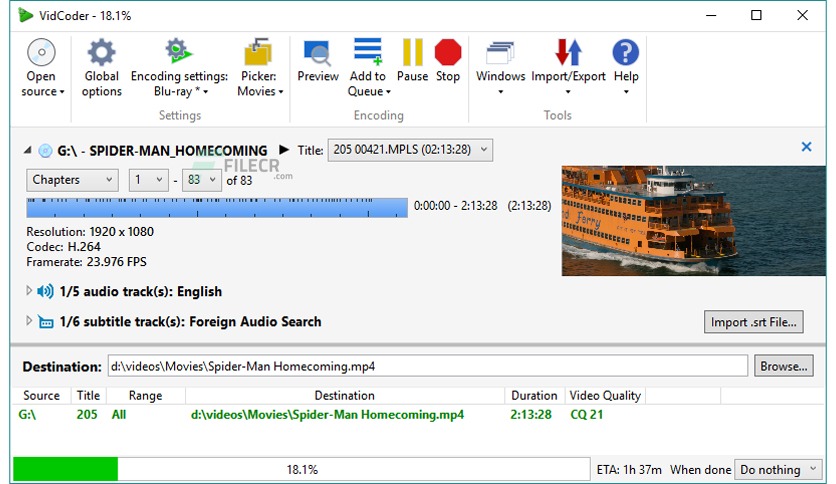 VidCoder - 18.1%
Open source
Global options
Encoding settings: Blu-ray *
Picker: Movies
Preview
Add to Queue
Pause
Stop
Windows
Import/Export
Help
Settings
Encoding
Tools
G:\ - SPIDER-MAN_HOMECOMING
Title:
205 00421.MPLS (02:13:28)
FILECR
.com
Chapters
1
-
83
of 83
0:00:00 - 2:13:28
(2:13:28)
Resolution: 1920 x 1080
Codec: H.264
Framerate: 23.976 FPS
Ferry
1/5 audio track(s): English
1/6 subtitle track(s): Foreign Audio Search
Import .srt File...
Destination:
d:\videos\Movies\Spider-Man Homecoming.mp4
Browse...
Source Title Range Destination Duration Video Quality
G:\ 205 All d:\videos\Movies\Spider-Man Homecoming.mp4 2:13:28 CQ 21
18.1%
ETA: 1h 37m
When done
Do nothing